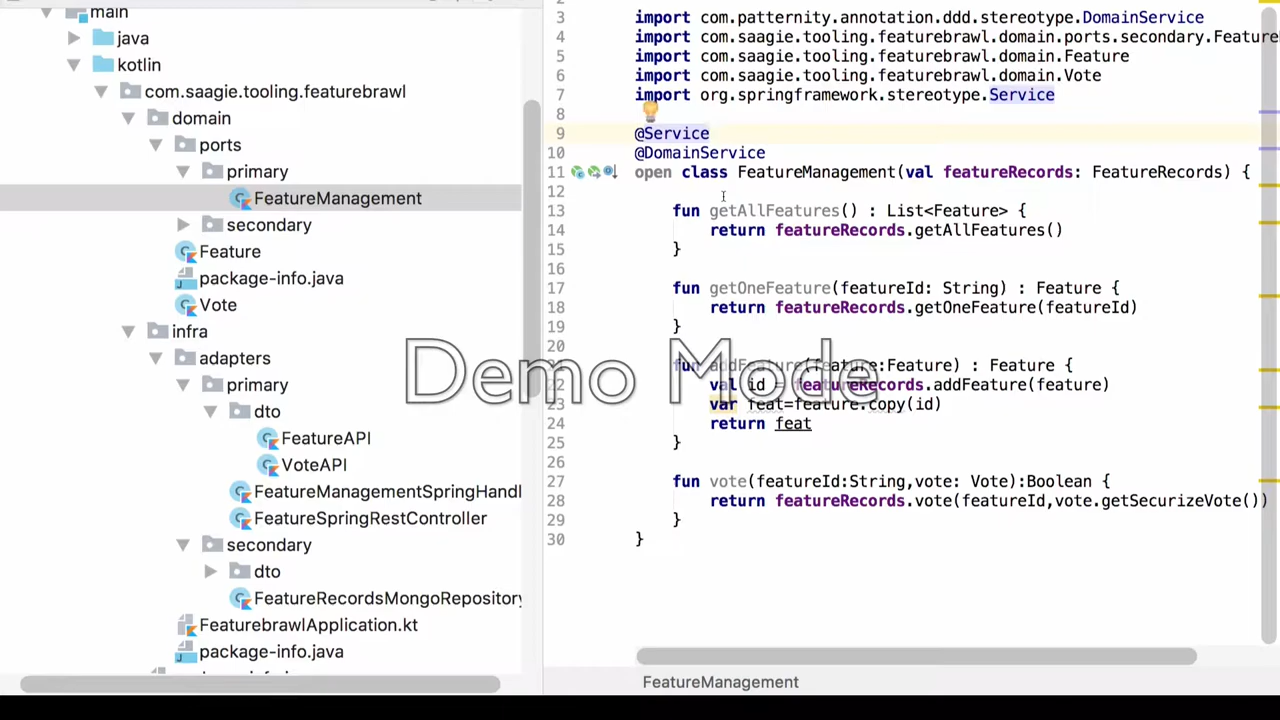 main
java
kotlin
com.saagie.tooling.featurebrawl
domain
ports
primary
FeatureManagement
secondary
Feature
package-info.java
Vote
infra
adapters
primary
dto
FeatureAPI
VoteAPI
FeatureManagementSpringHandl
FeatureSpringRestController
secondary
dto
FeatureRecordsMongoRepository
FeaturebrawlApplication.kt
package-info.java
3 import com.patternity.annotation.ddd.stereotype.DomainService
4 import com.saagie.tooling.featurebrawl.domain.ports.secondary.Feature
5 import com.saagie.tooling.featurebrawl.domain.Feature
6 import com.saagie.tooling.featurebrawl.domain.Vote
7 import org.springframework.stereotype.Service
8
9 @Service
10 @DomainService
11 open class FeatureManagement(val featureRecords: FeatureRecords) {
12
13 fun getAllFeatures() : List<Feature> {
14 return featureRecords.getAllFeatures()
15 }
16
17 fun getOneFeature(featureId: String) : Feature {
18 return featureRecords.getOneFeature(featureId)
19 }
20
fun addFeature(feature:Feature) : Feature {
22 val id = featureRecords.addFeature(feature)
23 var feat=feature.copy(id)
24 return feat
25 }
26
27 fun vote(featureId:String,vote: Vote):Boolean {
28 return featureRecords.vote(featureId,vote.getSecurizeVote())
29 }
30 }
Demo Mode
FeatureManagement